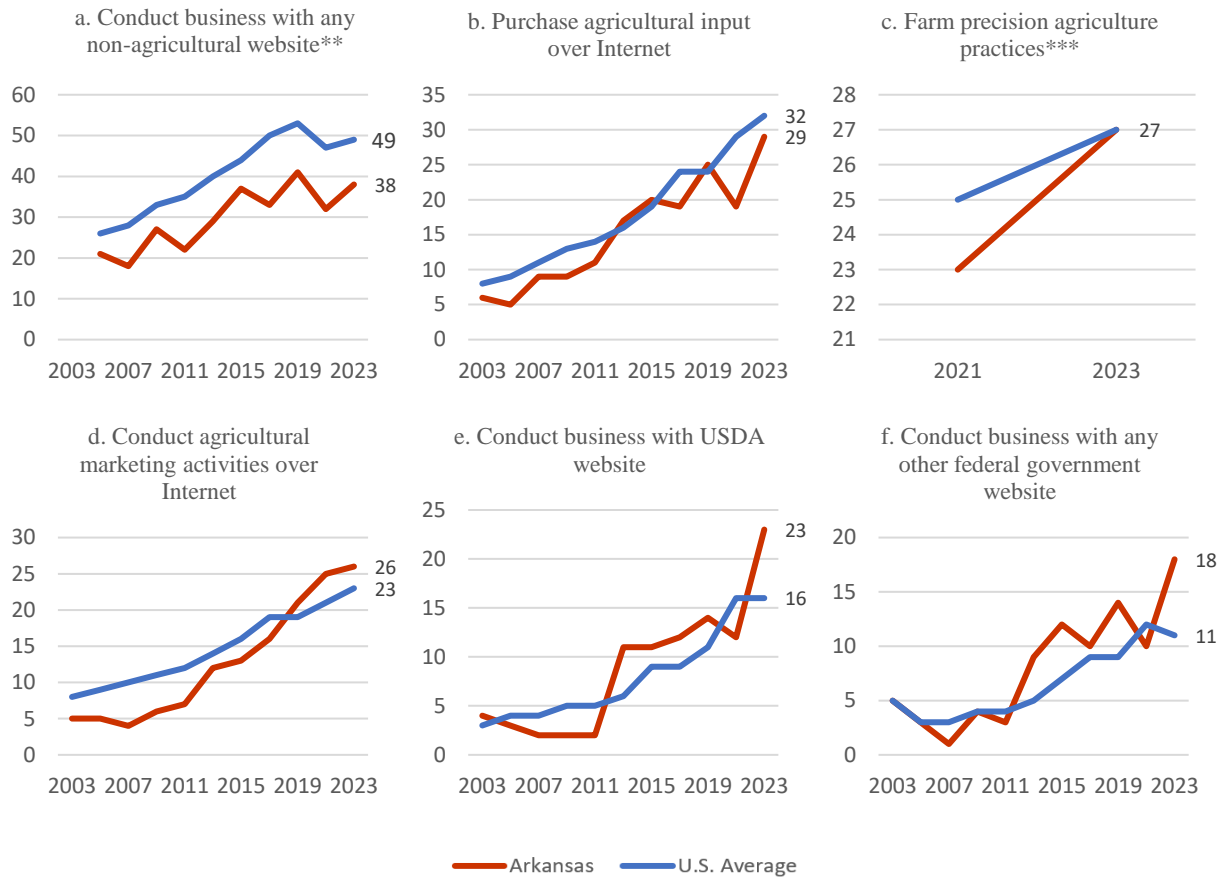 a. Conduct business with any
non-agricultural website**
60
50
40
30
20
10
0
49
38
2003 2007 2011 2015 2019 2023
b. Purchase agricultural input
over Internet
35
30
25
20
15
10
5
0
32
29
2003 2007 2011 2015 2019 2023
c. Farm precision agriculture
practices***
28
27
26
25
24
23
22
21
27
2021 2023
d. Conduct agricultural
marketing activities over
Internet
30
25
20
15
10
5
0
26
23
2003 2007 2011 2015 2019 2023
e. Conduct business with USDA
website
25
20
15
10
5
0
23
16
2003 2007 2011 2015 2019 2023
f. Conduct business with any
other federal government
website
20
15
10
5
0
18
11
2003 2007 2011 2015 2019 2023
Arkansas U.S. Average